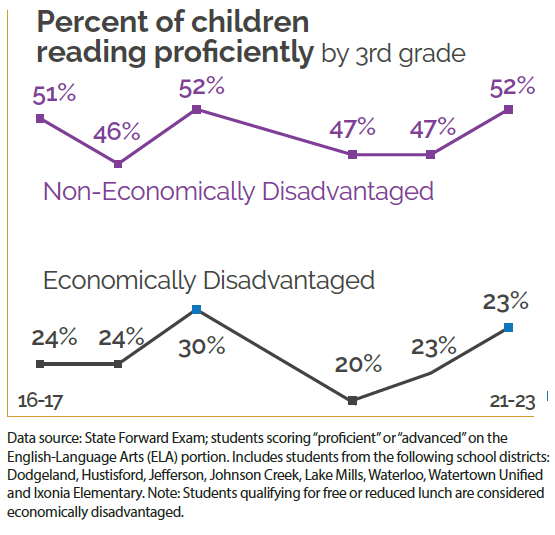 Percent of children
reading proficiently by 3rd grade
51%
46%
52%
47%
47%
52%
Non-Economically Disadvantaged
Economically Disadvantaged
24%
24%
30%
20%
23%
23%
16-17
21-23
Data source: State Forward Exam; students scoring “proficient” or “advanced” on the
English-Language Arts (ELA) portion. Includes students from the following school districts:
Dodgeland, Hustisford, Jefferson, Johnson Creek, Lake Mills, Waterloo, Watertown Unified
and Ixonia Elementary. Note: Students qualifying for free or reduced lunch are considered
economically disadvantaged.